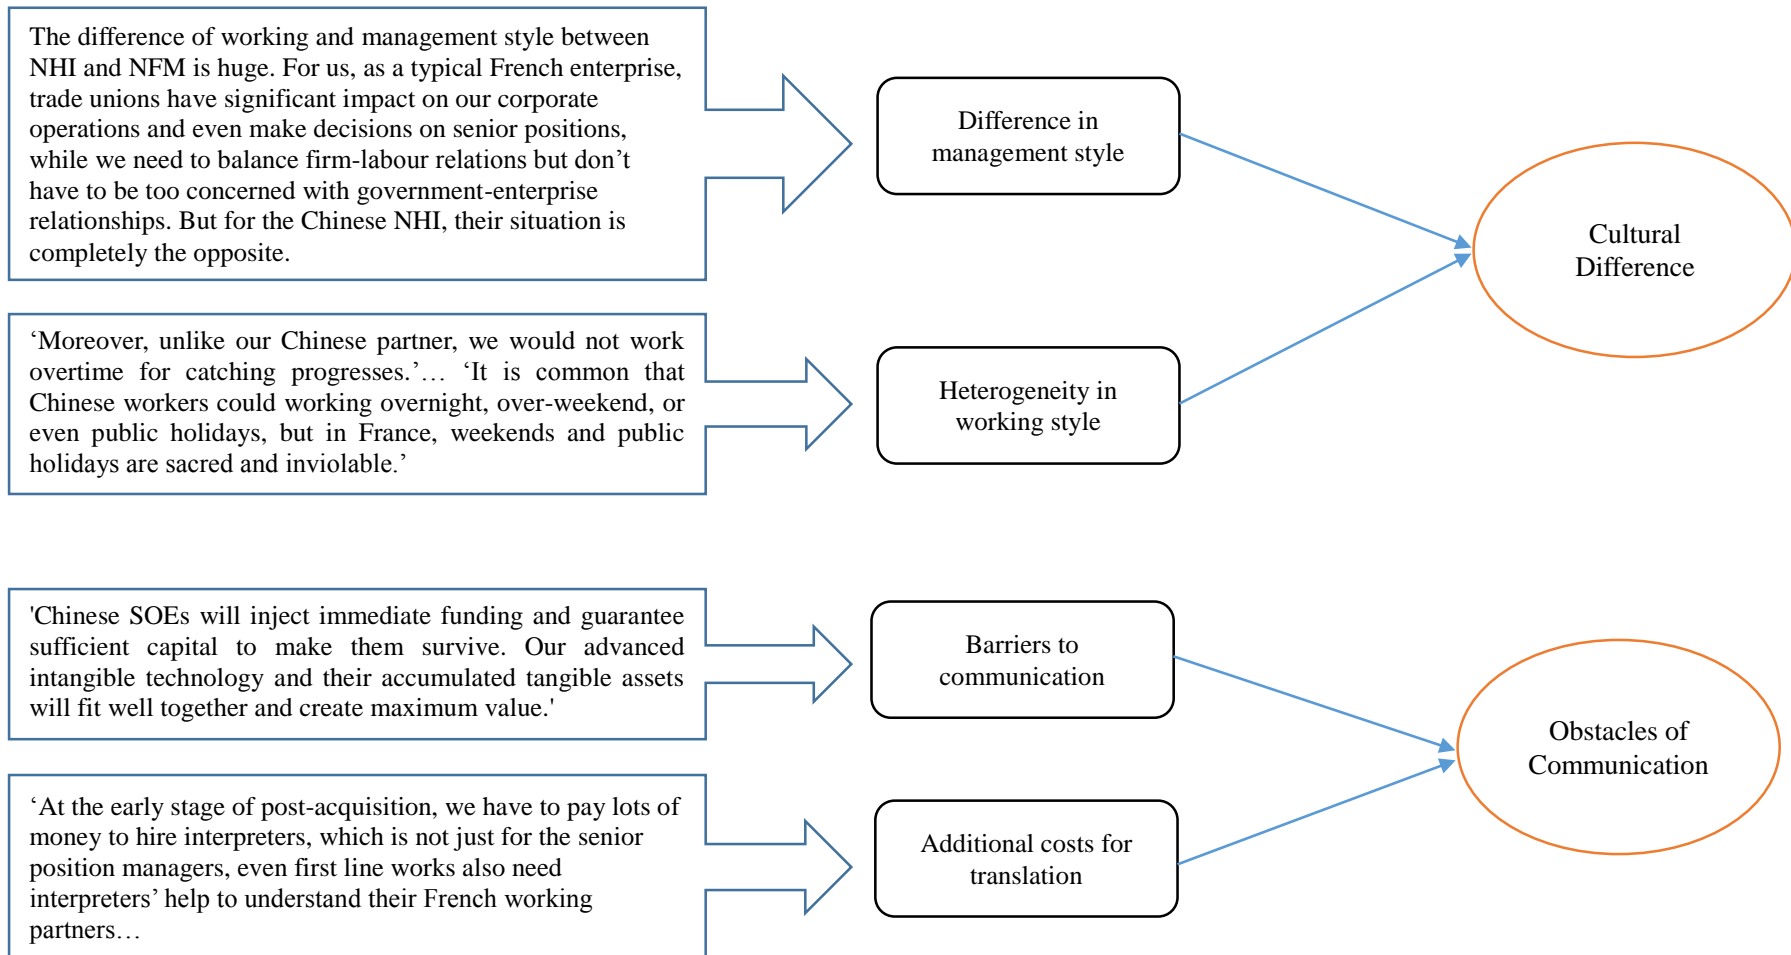 The difference of working and management style between
NHI and NFM is huge. For us, as a typical French enterprise,
trade unions have significant impact on our corporate
operations and even make decisions on senior positions,
while we need to balance firm-labour relations but don’t
have to be too concerned with government-enterprise
relationships. But for the Chinese NHI, their situation is
completely the opposite.
Difference in
management style
Cultural
Difference
‘Moreover, unlike our Chinese partner, we would not work
overtime for catching progresses.’… ‘It is common that
Chinese workers could working overnight, over-weekend, or
even public holidays, but in France, weekends and public
holidays are sacred and inviolable.’
Heterogeneity in
working style
'Chinese SOEs will inject immediate funding and guarantee
sufficient capital to make them survive. Our advanced
intangible technology and their accumulated tangible assets
will fit well together and create maximum value.'
Barriers to
communication
Obstacles of
Communication
‘At the early stage of post-acquisition, we have to pay lots of
money to hire interpreters, which is not just for the senior
position managers, even first line works also need
interpreters’ help to understand their French working
partners…
Additional costs for
translation